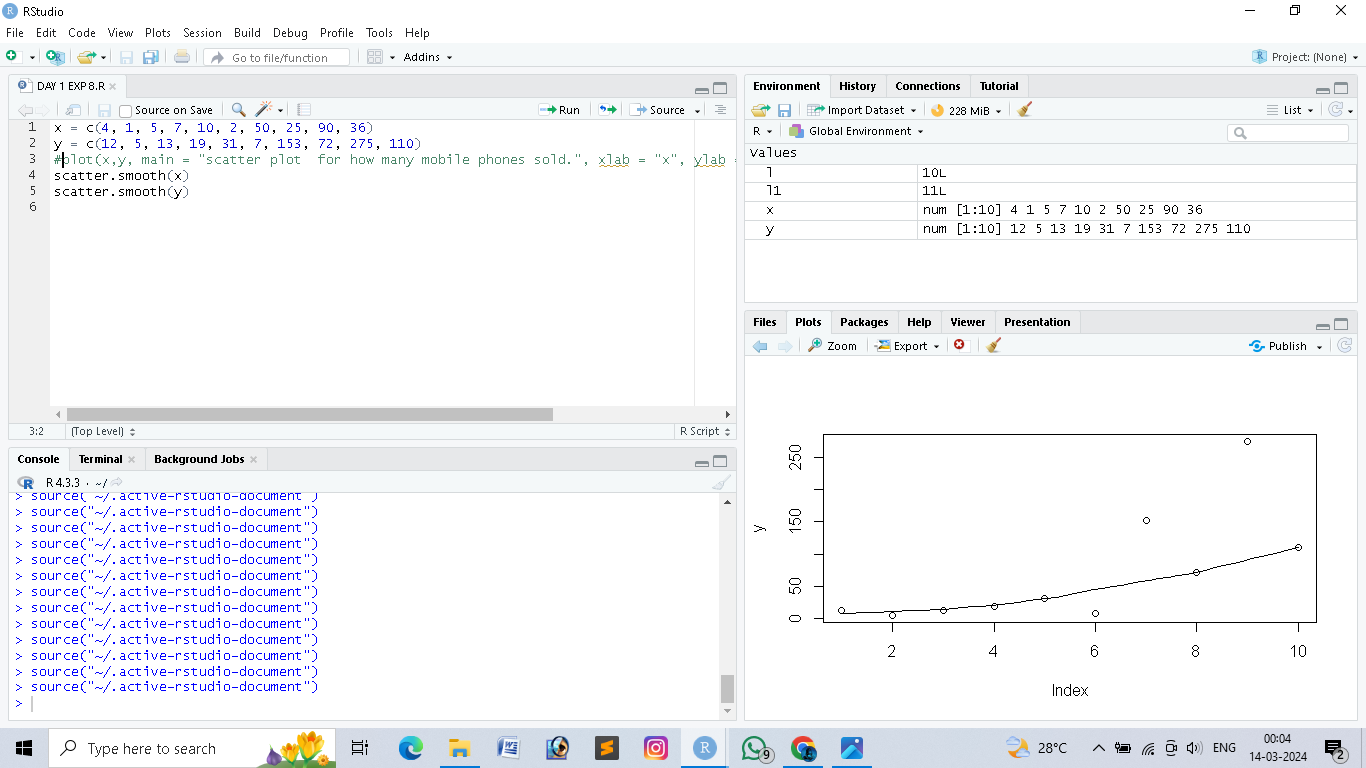 RStudio
File Edit Code View Plots Session Build Debug Profile Tools Help
Go to file/function Addins Project: (None)
DAY 1 EXP 8.R
Source on Save Run Source
1 x = c(4, 1, 5, 7, 10, 2, 50, 25, 90, 36)
2 y = c(12, 5, 13, 19, 31, 7, 153, 72, 275, 110)
3 #plot(x,y, main = "scatter plot  for how many mobile phones sold.", xlab = "x", ylab =
4 scatter.smooth(x)
5 scatter.smooth(y)
6
3:2 (Top Level) R Script
Console Terminal Background Jobs
R 4.3.3 · ~/
> source("~/.active-rstudio-document")
> source("~/.active-rstudio-document")
> source("~/.active-rstudio-document")
> source("~/.active-rstudio-document")
> source("~/.active-rstudio-document")
> source("~/.active-rstudio-document")
> source("~/.active-rstudio-document")
> source("~/.active-rstudio-document")
> source("~/.active-rstudio-document")
> source("~/.active-rstudio-document")
> source("~/.active-rstudio-document")
> source("~/.active-rstudio-document")
> source("~/.active-rstudio-document")
>
Environment History Connections Tutorial
Import Dataset 228 MiB List
R Global Environment
Values
l 10L
l1 11L
x num [1:10] 4 1 5 7 10 2 50 25 90 36
y num [1:10] 12 5 13 19 31 7 153 72 275 110
Files Plots Packages Help Viewer Presentation
Zoom Export Publish
250
150
50
0
y
2 4 6 8 10
Index
Type here to search 9 28°C ENG 00:04
14-03-2024 2